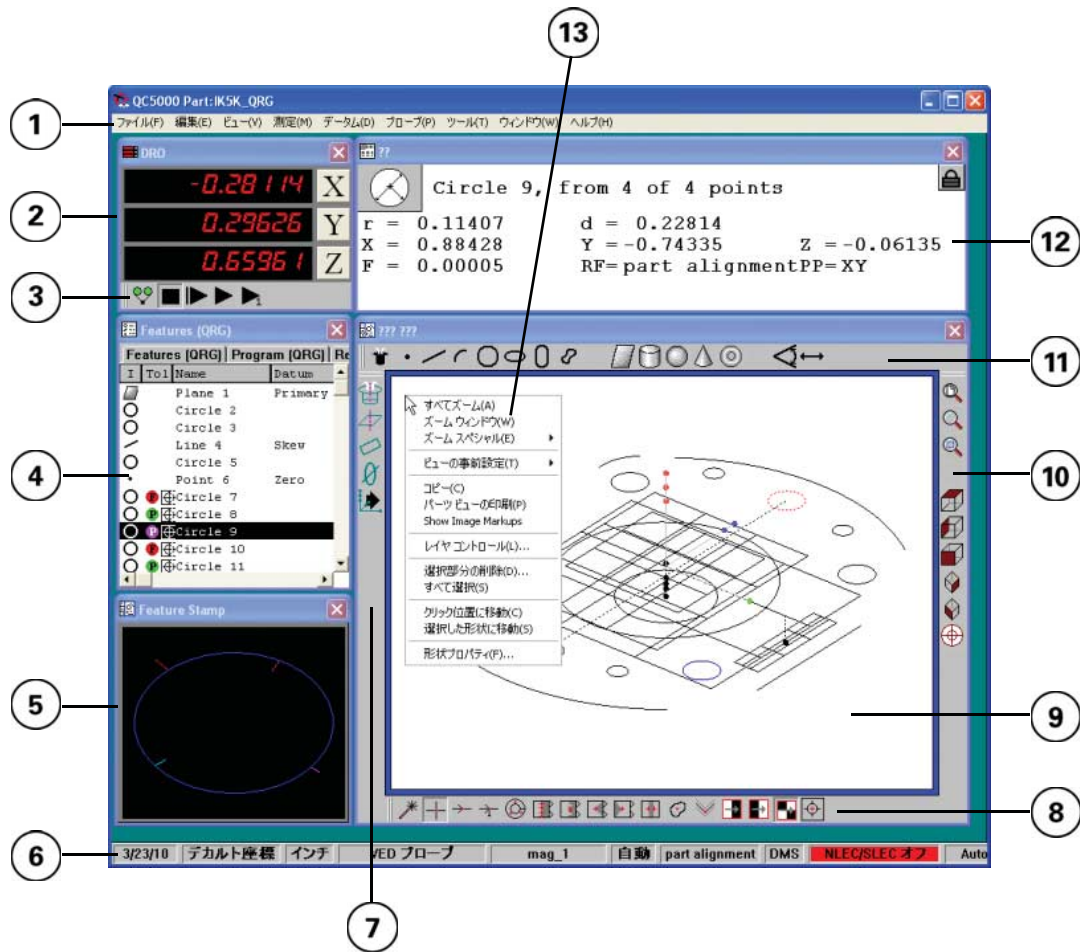 13
QC5000 Part:IK5K_QRG
1
ファイル(F) 編集(E) ビュー(V) 測定(M) データム(D) プローブ(P) ツール(T) ウィンドウ(W) ヘルプ(H)
DRO
??
-0.28114 X
Circle 9, from 4 of 4 points
2
0.29626 Y
r = 0.11407 d = 0.22814
X = 0.88428 Y =-0.74335 Z =-0.06135
12
0.65961 Z
F = 0.00005 RF=part alignmentPP=XY
3
1
Features (QRG)
??? ???
Features (QRG) Program (QRG) Re
11
I Tol Name Datum
Plane 1 Primary
Circle 2
Circle 3
Line 4 Skew
Circle 5
4
Point 6 Zero
P Circle 7
P Circle 8
P Circle 9
P Circle 10
P Circle 11
すべてズーム(A)
ズーム ウィンドウ(W)
ズーム スペシャル(E)
ビューの事前設定(T)
コピー(C)
パーツ ビューの印刷(P)
Show Image Markups
レイヤ コントロール(L)...
選択部分の削除(D)...
すべて選択(S)
クリック位置に移動(C)
選択した形状に移動(S)
形状プロパティ(F)...
10
Feature Stamp
5
9
8
6
3/23/10 デカルト座標 インチ VED プローブ mag_1 自動 part alignment DMS NLEC/SLEC オフ Auto
7